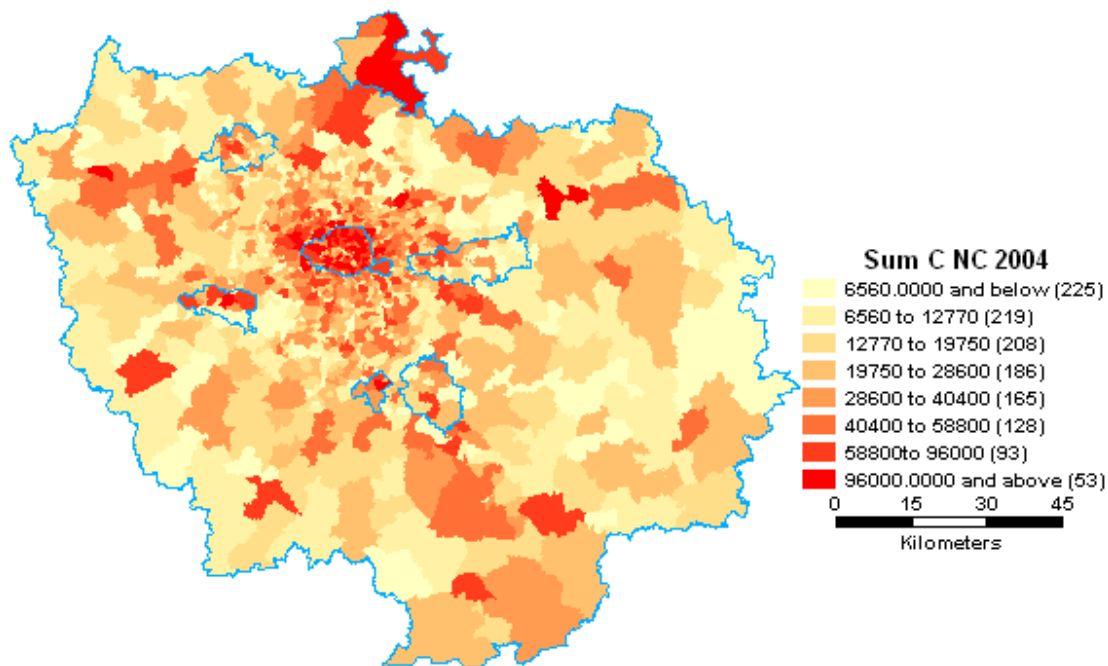 Sum C NC 2004
6560.0000 and below (225)
6560 to 12770 (219)
12770 to 19750 (208)
19750 to 28600 (186)
28600 to 40400 (165)
40400 to 58800 (128)
58800to 96000 (93)
96000.0000 and above (53)
0 15 30 45
Kilometers